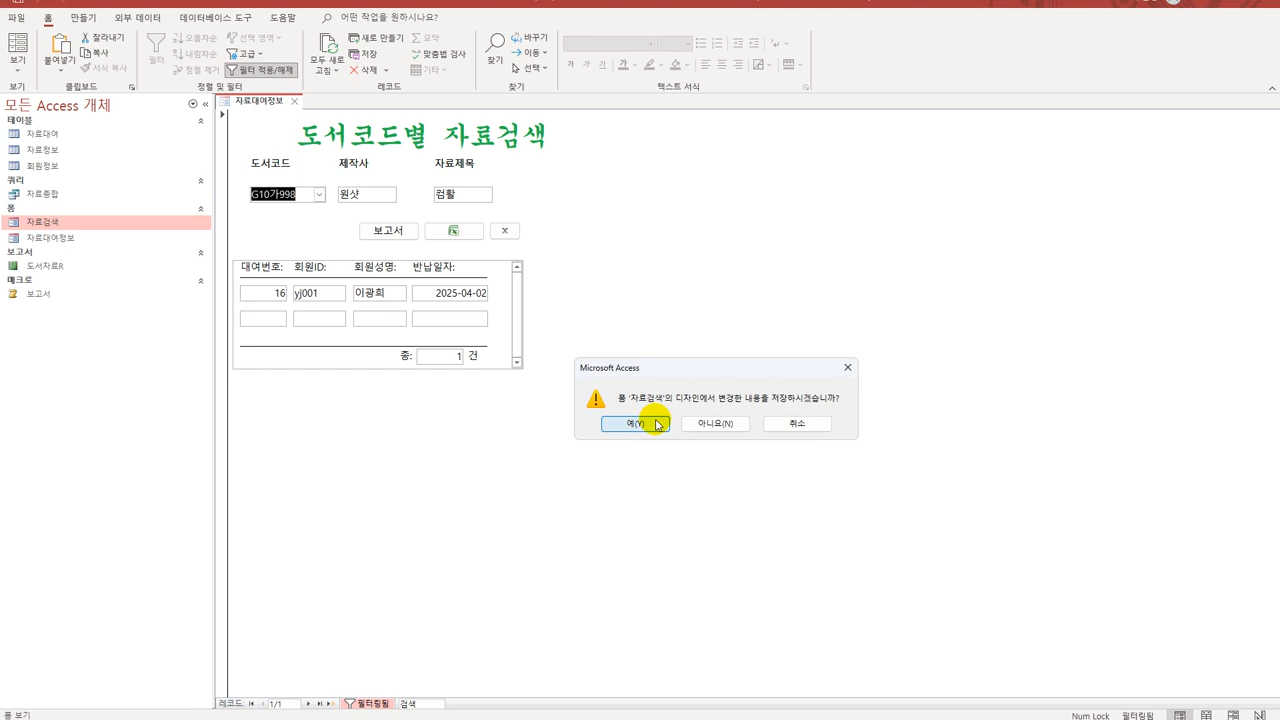 파일 홈 만들기 외부 데이터 데이터베이스 도구 도움말 어떤 작업을 원하시나요?
보기
붙여넣기
잘라내기
복사
서식 복사
필터
오름차순
내림차순
정렬 제거
선택 영역
고급
필터 적용/해제
모두 새로 고침
새로 만들기
저장
삭제
요약
맞춤법 검사
기타
찾기
바꾸기
이동
선택
가 가 가 가
보기 클립보드 정렬 및 필터 레코드 찾기 텍스트 서식
모든 Access 개체
테이블
자료대여
자료정보
회원정보
쿼리
자료종합
폼
자료검색
자료대여정보
보고서
도서자료R
매크로
보고서
자료대여정보
도서코드별 자료검색
도서코드 제작사 자료제목
G10가998 원샷 컴활
보고서 X
대여번호: 회원ID: 회원성명: 반납일자:
16 yj001 이광희 2025-04-02
총: 1 건
Microsoft Access
폼 '자료검색'의 디자인에서 변경한 내용을 저장하시겠습니까?
예(Y) 아니요(N) 취소
레코드: 1/1 필터링됨 검색
폼 보기 Num Lock 필터링됨